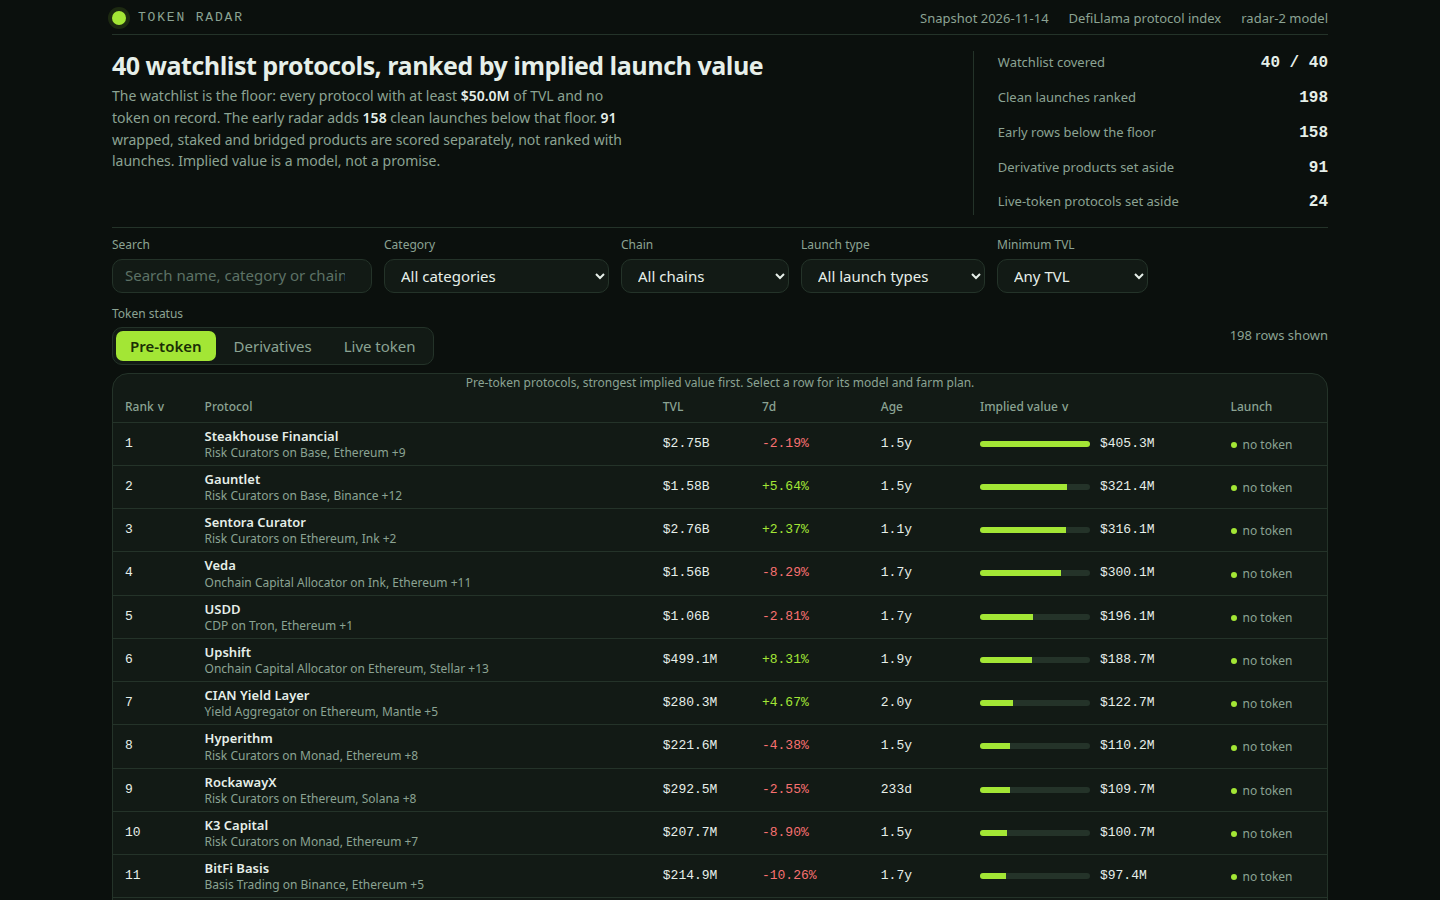 TOKEN RADAR
Snapshot 2026-11-14 DefiLlama protocol index radar-2 model
40 watchlist protocols, ranked by implied launch value
The watchlist is the floor: every protocol with at least $50.0M of TVL and no
token on record. The early radar adds 158 clean launches below that floor. 91
wrapped, staked and bridged products are scored separately, not ranked with
launches. Implied value is a model, not a promise.
Watchlist covered 40 / 40
Clean launches ranked 198
Early rows below the floor 158
Derivative products set aside 91
Live-token protocols set aside 24
Search Category Chain Launch type Minimum TVL
Search name, category or chain All categories All chains All launch types Any TVL
Token status
Pre-token Derivatives Live token
198 rows shown
Pre-token protocols, strongest implied value first. Select a row for its model and farm plan.
Rank v Protocol TVL 7d Age Implied value v Launch
1 Steakhouse Financial $2.75B -2.19% 1.5y $405.3M no token
Risk Curators on Base, Ethereum +9
2 Gauntlet $1.58B +5.64% 1.5y $321.4M no token
Risk Curators on Base, Binance +12
3 Sentora Curator $2.76B +2.37% 1.1y $316.1M no token
Risk Curators on Ethereum, Ink +2
4 Veda $1.56B -8.29% 1.7y $300.1M no token
Onchain Capital Allocator on Ink, Ethereum +11
5 USDD $1.06B -2.81% 1.7y $196.1M no token
CDP on Tron, Ethereum +1
6 Upshift $499.1M +8.31% 1.9y $188.7M no token
Onchain Capital Allocator on Ethereum, Stellar +13
7 CIAN Yield Layer $280.3M +4.67% 2.0y $122.7M no token
Yield Aggregator on Ethereum, Mantle +5
8 Hyperithm $221.6M -4.38% 1.5y $110.2M no token
Risk Curators on Monad, Ethereum +8
9 RockawayX $292.5M -2.55% 233d $109.7M no token
Risk Curators on Ethereum, Solana +8
10 K3 Capital $207.7M -8.90% 1.5y $100.7M no token
Risk Curators on Monad, Ethereum +7
11 BitFi Basis $214.9M -10.26% 1.7y $97.4M no token
Basis Trading on Binance, Ethereum +5